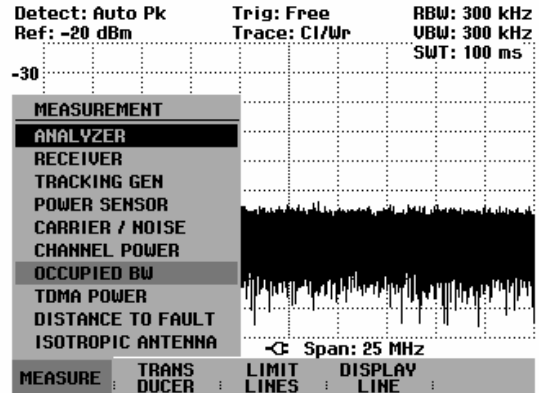 Detect: Auto Pk Trig: Free RBW: 300 kHz
Ref: -20 dBm Trace: Cl/Wr VBW: 300 kHz
SWT: 100 ms
-30
MEASUREMENT
ANALYZER
RECEIVER
TRACKING GEN
POWER SENSOR
CARRIER / NOISE
CHANNEL POWER
OCCUPIED BW
TDMA POWER
DISTANCE TO FAULT
ISOTROPIC ANTENNA
Span: 25 MHz
MEASURE
TRANS
DUCER
LIMIT
LINES
DISPLAY
LINE